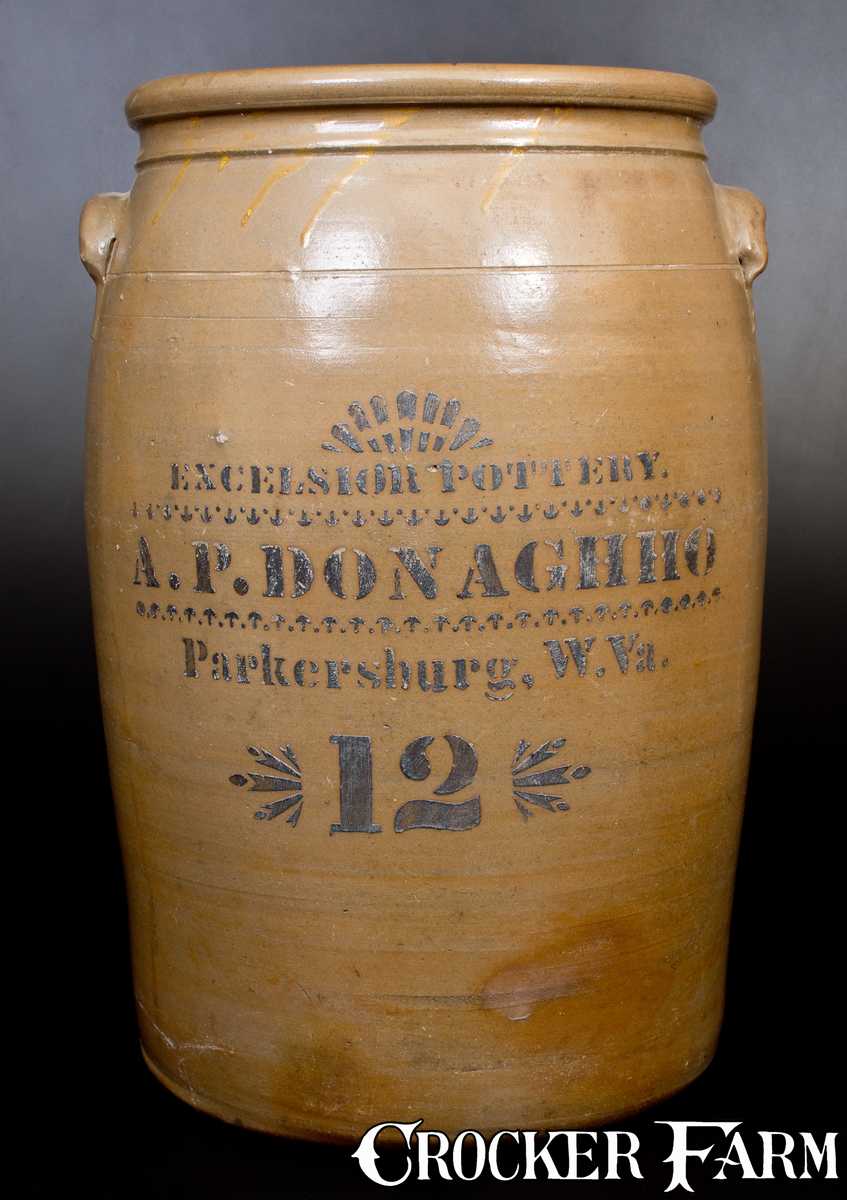 EXCELSIOR POTTERY.
A.P. DONAGHHO
Parkersburg, W.Va.
12
CROCKER FARM